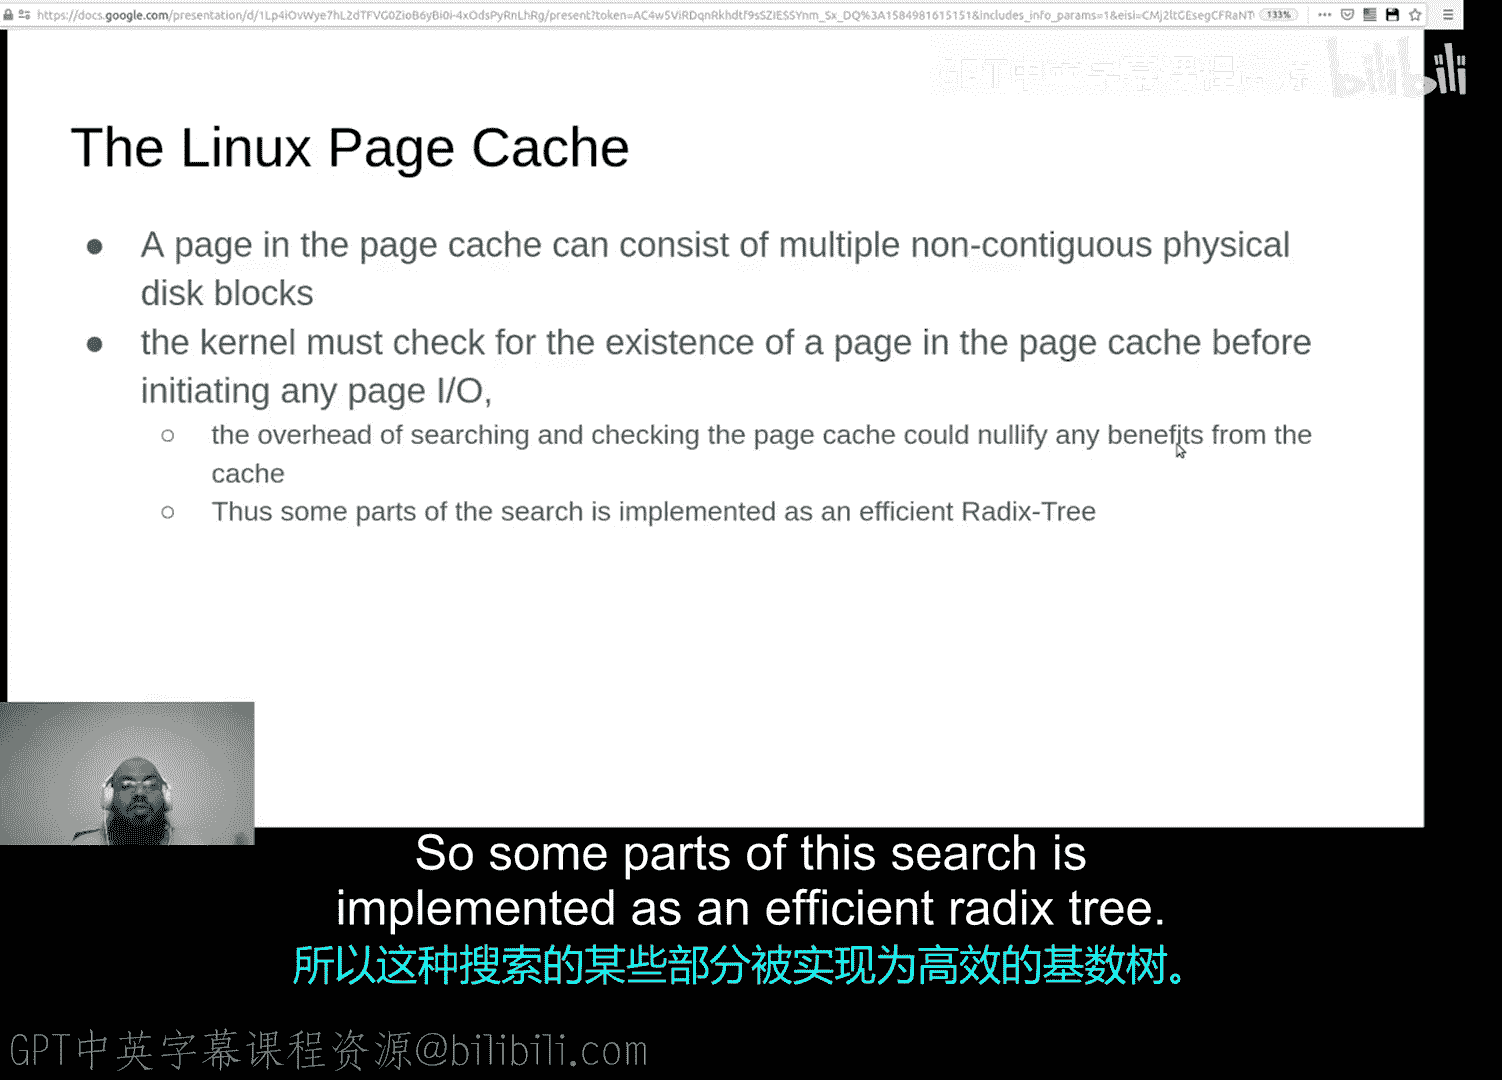 133%
bilibili
The Linux Page Cache
● A page in the page cache can consist of multiple non-contiguous physical
disk blocks
● the kernel must check for the existence of a page in the page cache before
initiating any page I/O,
○ the overhead of searching and checking the page cache could nullify any benefits from the
cache
○ Thus some parts of the search is implemented as an efficient Radix-Tree
So some parts of this search is
implemented as an efficient radix tree.
所以这种搜索的某些部分被实现为高效的基数树。
GPT中英字幕课程资源@bilibili.com